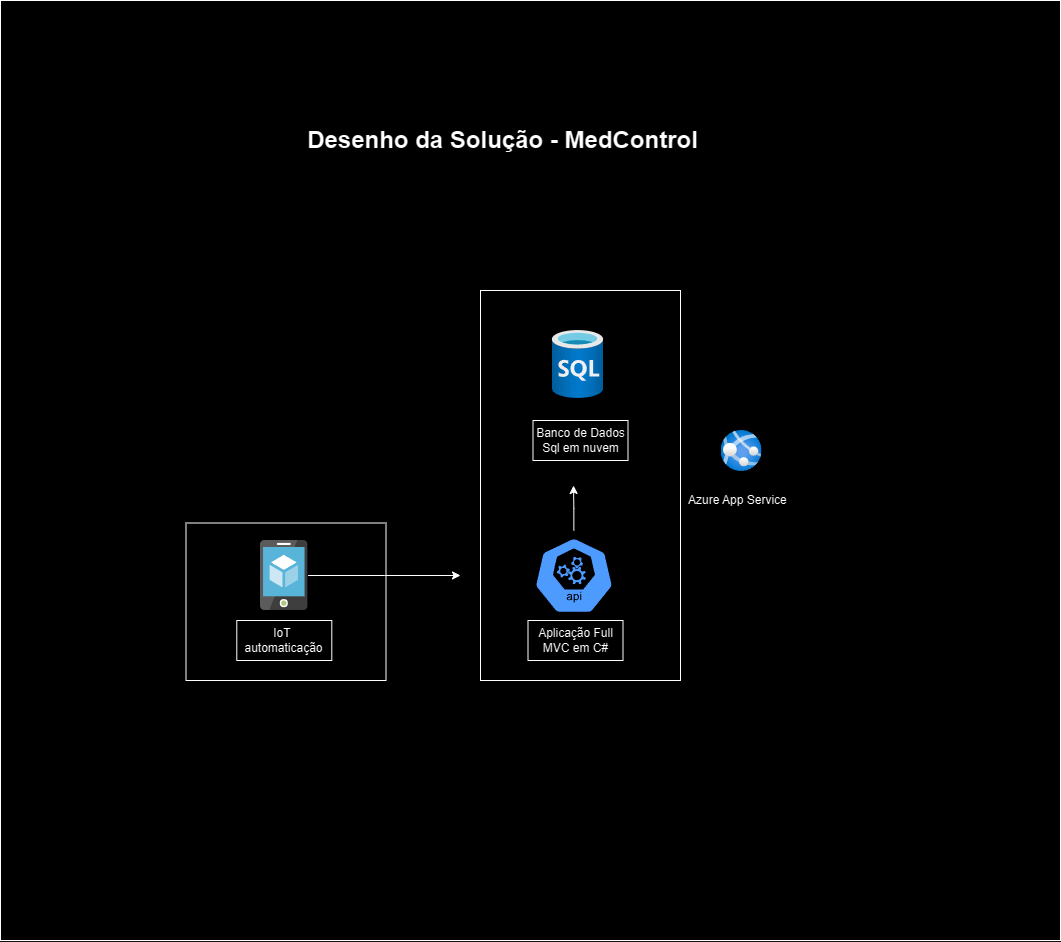 Desenho da Solução - MedControl
SQL
Banco de Dados
Sql em nuvem
Azure App Service
api
IoT
automaticação
Aplicação Full
MVC em C#